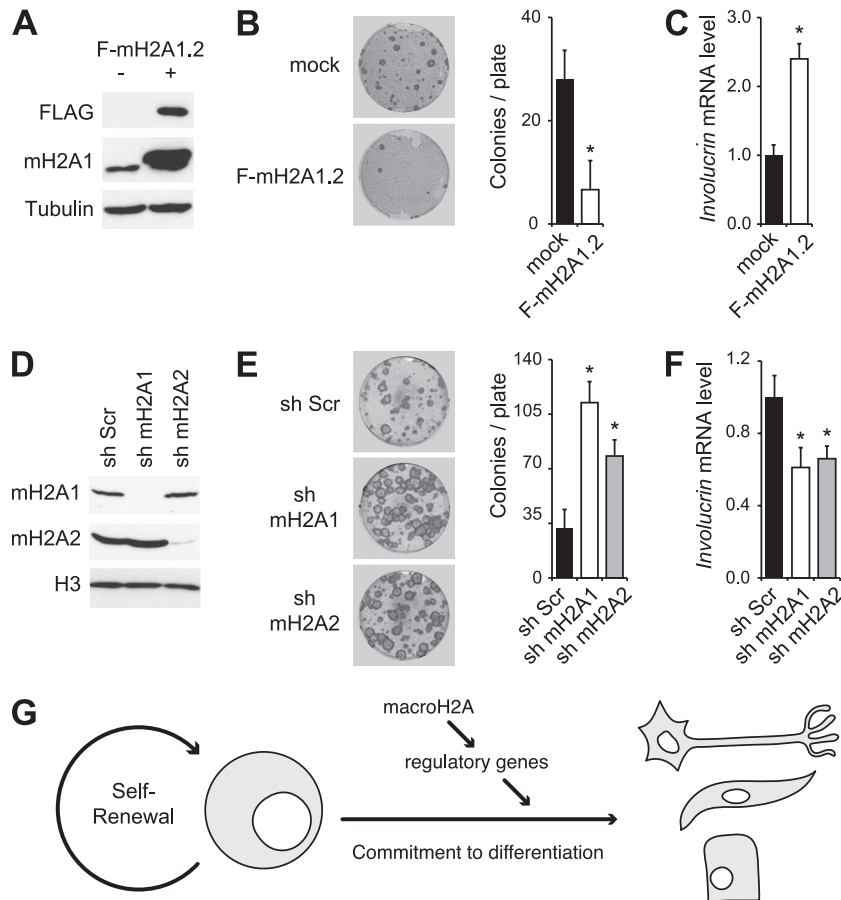 A
F-mH2A1.2
- +
FLAG
mH2A1
Tubulin
B
mock
F-mH2A1.2
Colonies / plate
40
20
0
mock
F-mH2A1.2
C
Involucrin mRNA level
3.0
2.0
1.0
0.0
*
*
mock
F-mH2A1.2
D
sh Scr
sh mH2A1
sh mH2A2
mH2A1
mH2A2
H3
E
sh Scr
sh
mH2A1
sh
mH2A2
Colonies / plate
140
105
70
35
0
*
*
sh Scr
sh mH2A1
sh mH2A2
F
Involucrin mRNA level
1.2
0.8
0.4
0.0
*
*
sh Scr
sh mH2A1
sh mH2A2
G
Self-
Renewal
macroH2A
regulatory genes
Commitment to differentiation